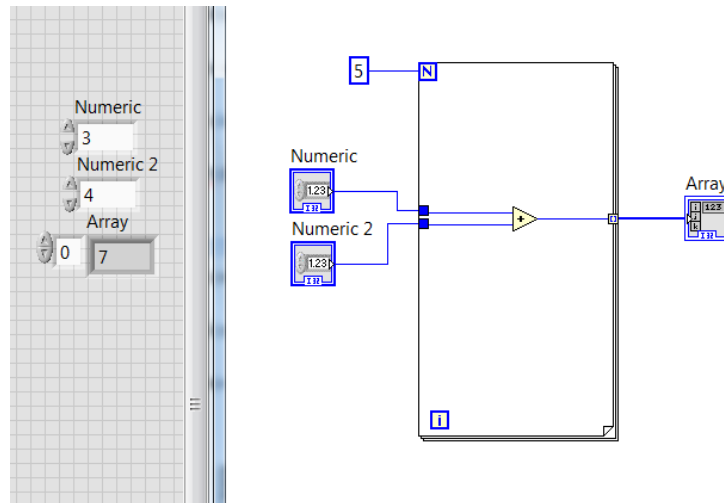 Numeric
3
Numeric 2
4
Array
0
7
5
N
Numeric
1.23
I32
Numeric 2
1.23
I32
+
i
Array
i
j
k
123
I32